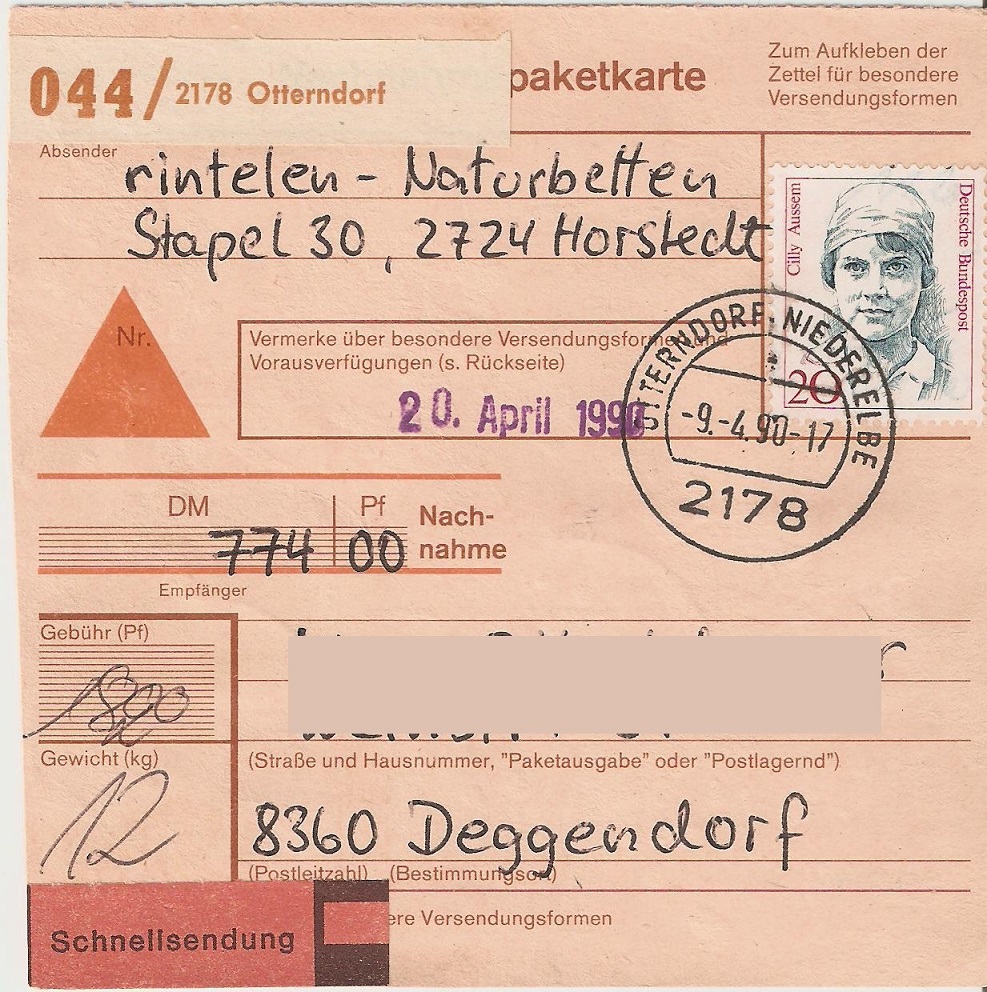 044/ 2178 Otterndorf
paketkarte
Zum Aufkleben der
Zettel für besondere
Versendungsformen
Absender
rintelen - Naturbetten
Stapel 30, 2724 Horstedt
Cilly Aussem
Deutsche Bundespost
20
Nr.
Vermerke über besondere Versendungsformen und
Vorausverfügungen (s. Rückseite)
20. April 1990
OTTERNDORF, NIEDERELBE
-9.-4.90-17
2178
DM
Pf
Nach-
nahme
774 00
Empfänger
Gebühr (Pf)
1800
Gewicht (kg)
12
(Straße und Hausnummer, "Paketausgabe" oder "Postlagernd")
8360 Deggendorf
(Postleitzahl) (Bestimmungsort)
ere Versendungsformen
Schnellsendung